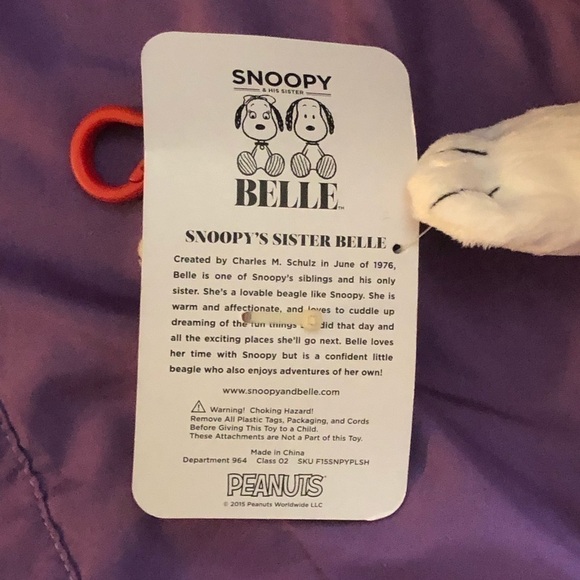 SNOOPY
& HIS SISTER
BELLE™
SNOOPY'S SISTER BELLE
Created by Charles M. Schulz in June of 1976,
Belle is one of Snoopy's siblings and his only
sister. She's a lovable beagle like Snoopy. She is
warm and affectionate, and loves to cuddle up
dreaming of the fun things did that day and
all the exciting places she'll go next. Belle loves
her time with Snoopy but is a confident little
beagle who also enjoys adventures of her own!
www.snoopyandbelle.com
Warning! Choking Hazard!
Remove All Plastic Tags, Packaging, and Cords
Before Giving This Toy to a Child.
These Attachments are Not a Part of this Toy.
Made in China
Department 964 Class 02 SKU F15SNPYPLSH
PEANUTS
© 2015 Peanuts Worldwide LLC